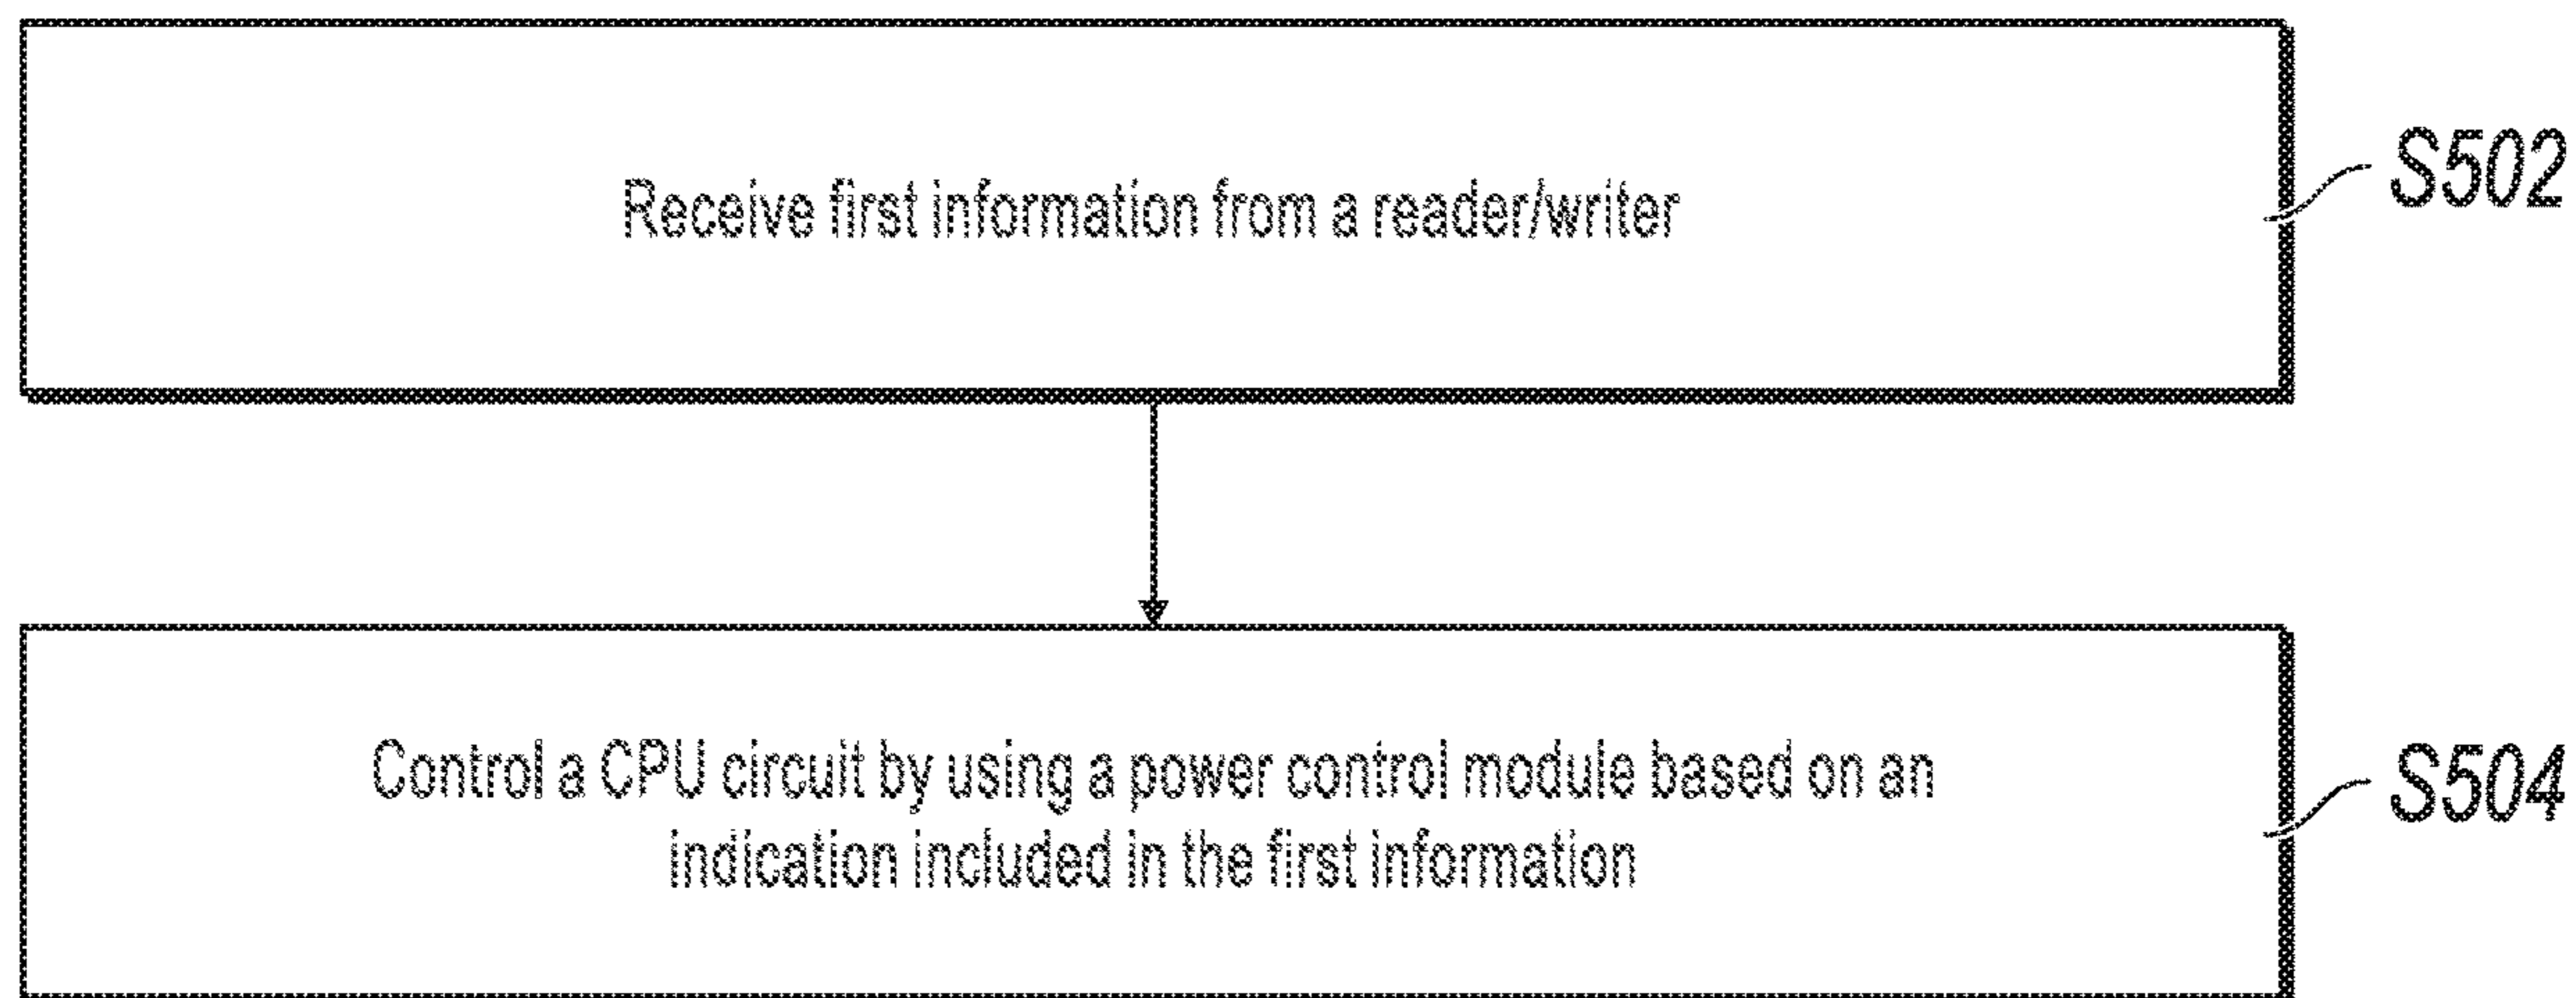 Receive first information from a reader/writer
S502
Control a CPU circuit by using a power control module based on an
indication included in the first information
S504